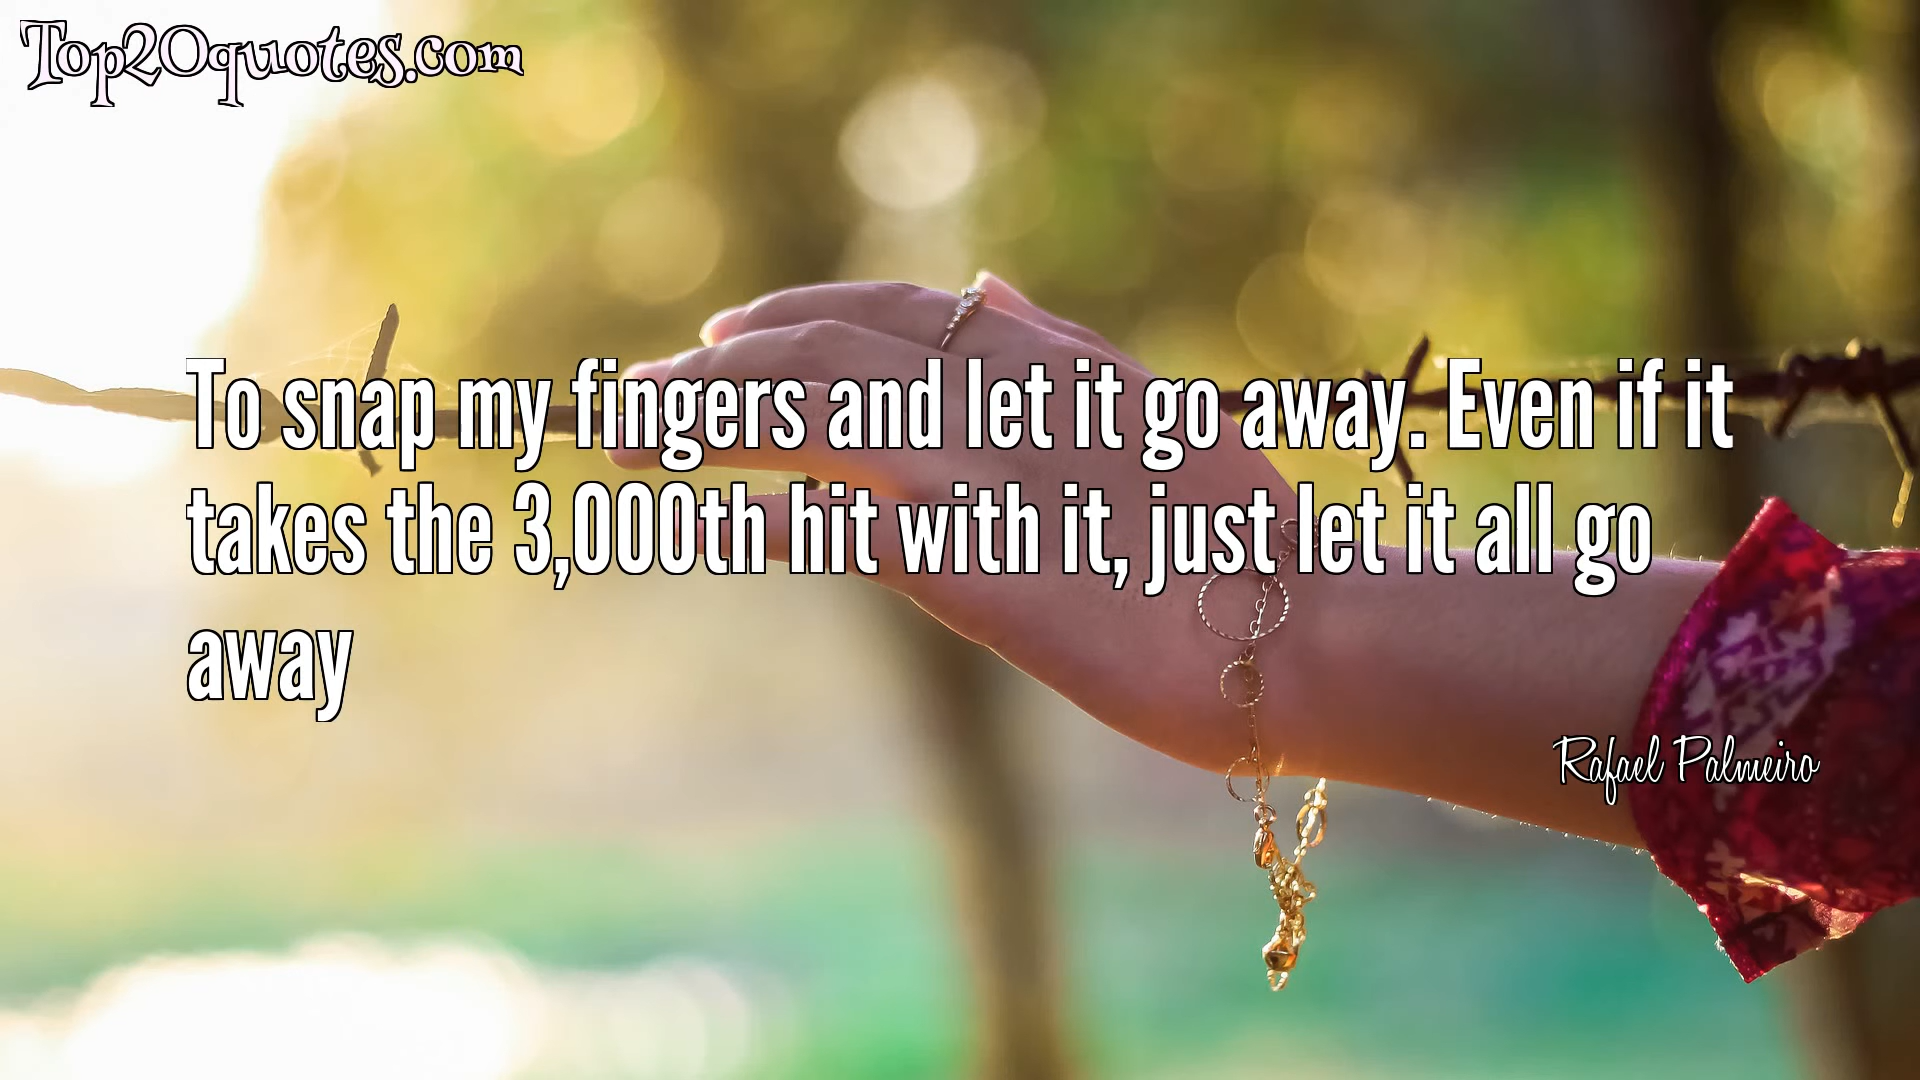 Top20quotes.com
To snap my fingers and let it go away. Even if it
takes the 3,000th hit with it, just let it all go
away
Rafael Palmeiro